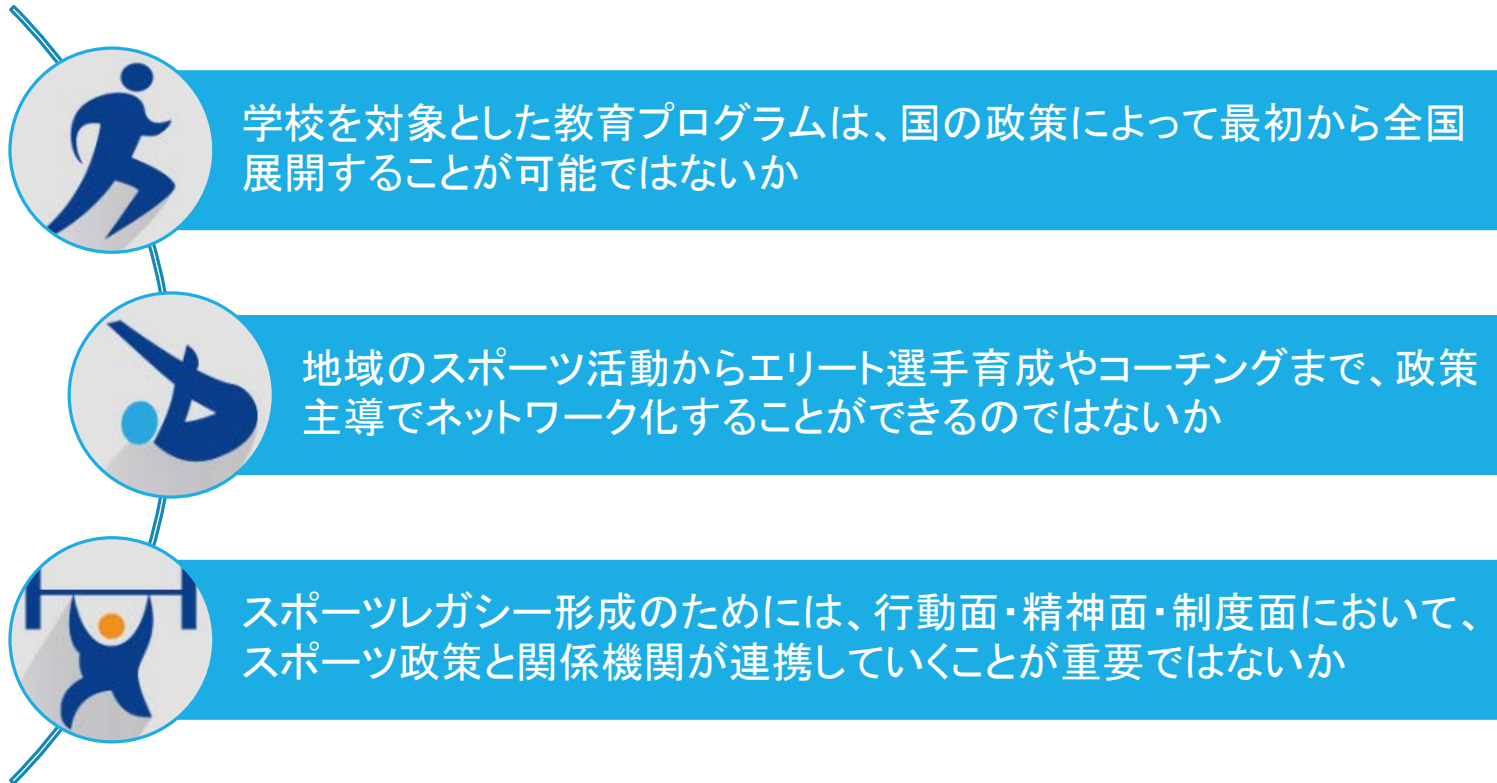 学校を対象とした教育プログラムは、国の政策によって最初から全国
展開することが可能ではないか
地域のスポーツ活動からエリート選手育成やコーチングまで、政策
主導でネットワーク化することができるのではないか
スポーツレガシー形成のためには、行動面・精神面・制度面において、
スポーツ政策と関係機関が連携していくことが重要ではないか